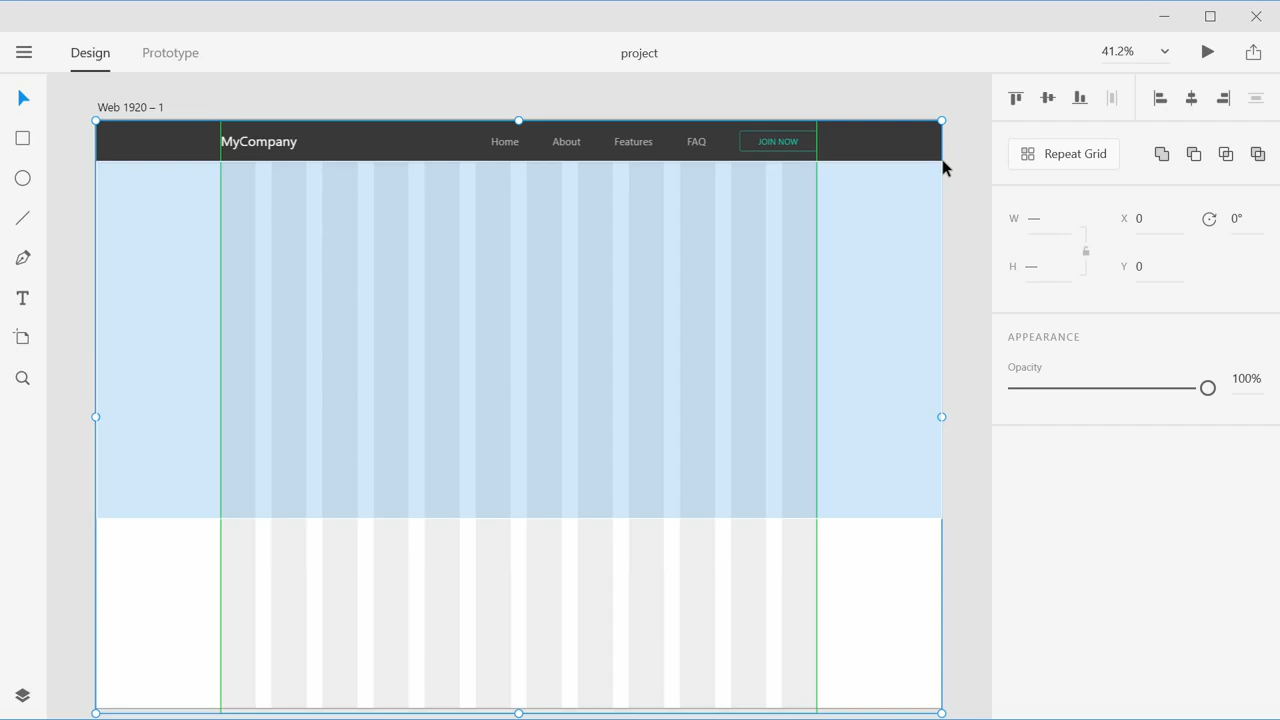 Design
Prototype
project
41.2%
Web 1920 – 1
MyCompany
Home
About
Features
FAQ
JOIN NOW
Repeat Grid
W —
X 0
0°
H —
Y 0
APPEARANCE
Opacity
100%